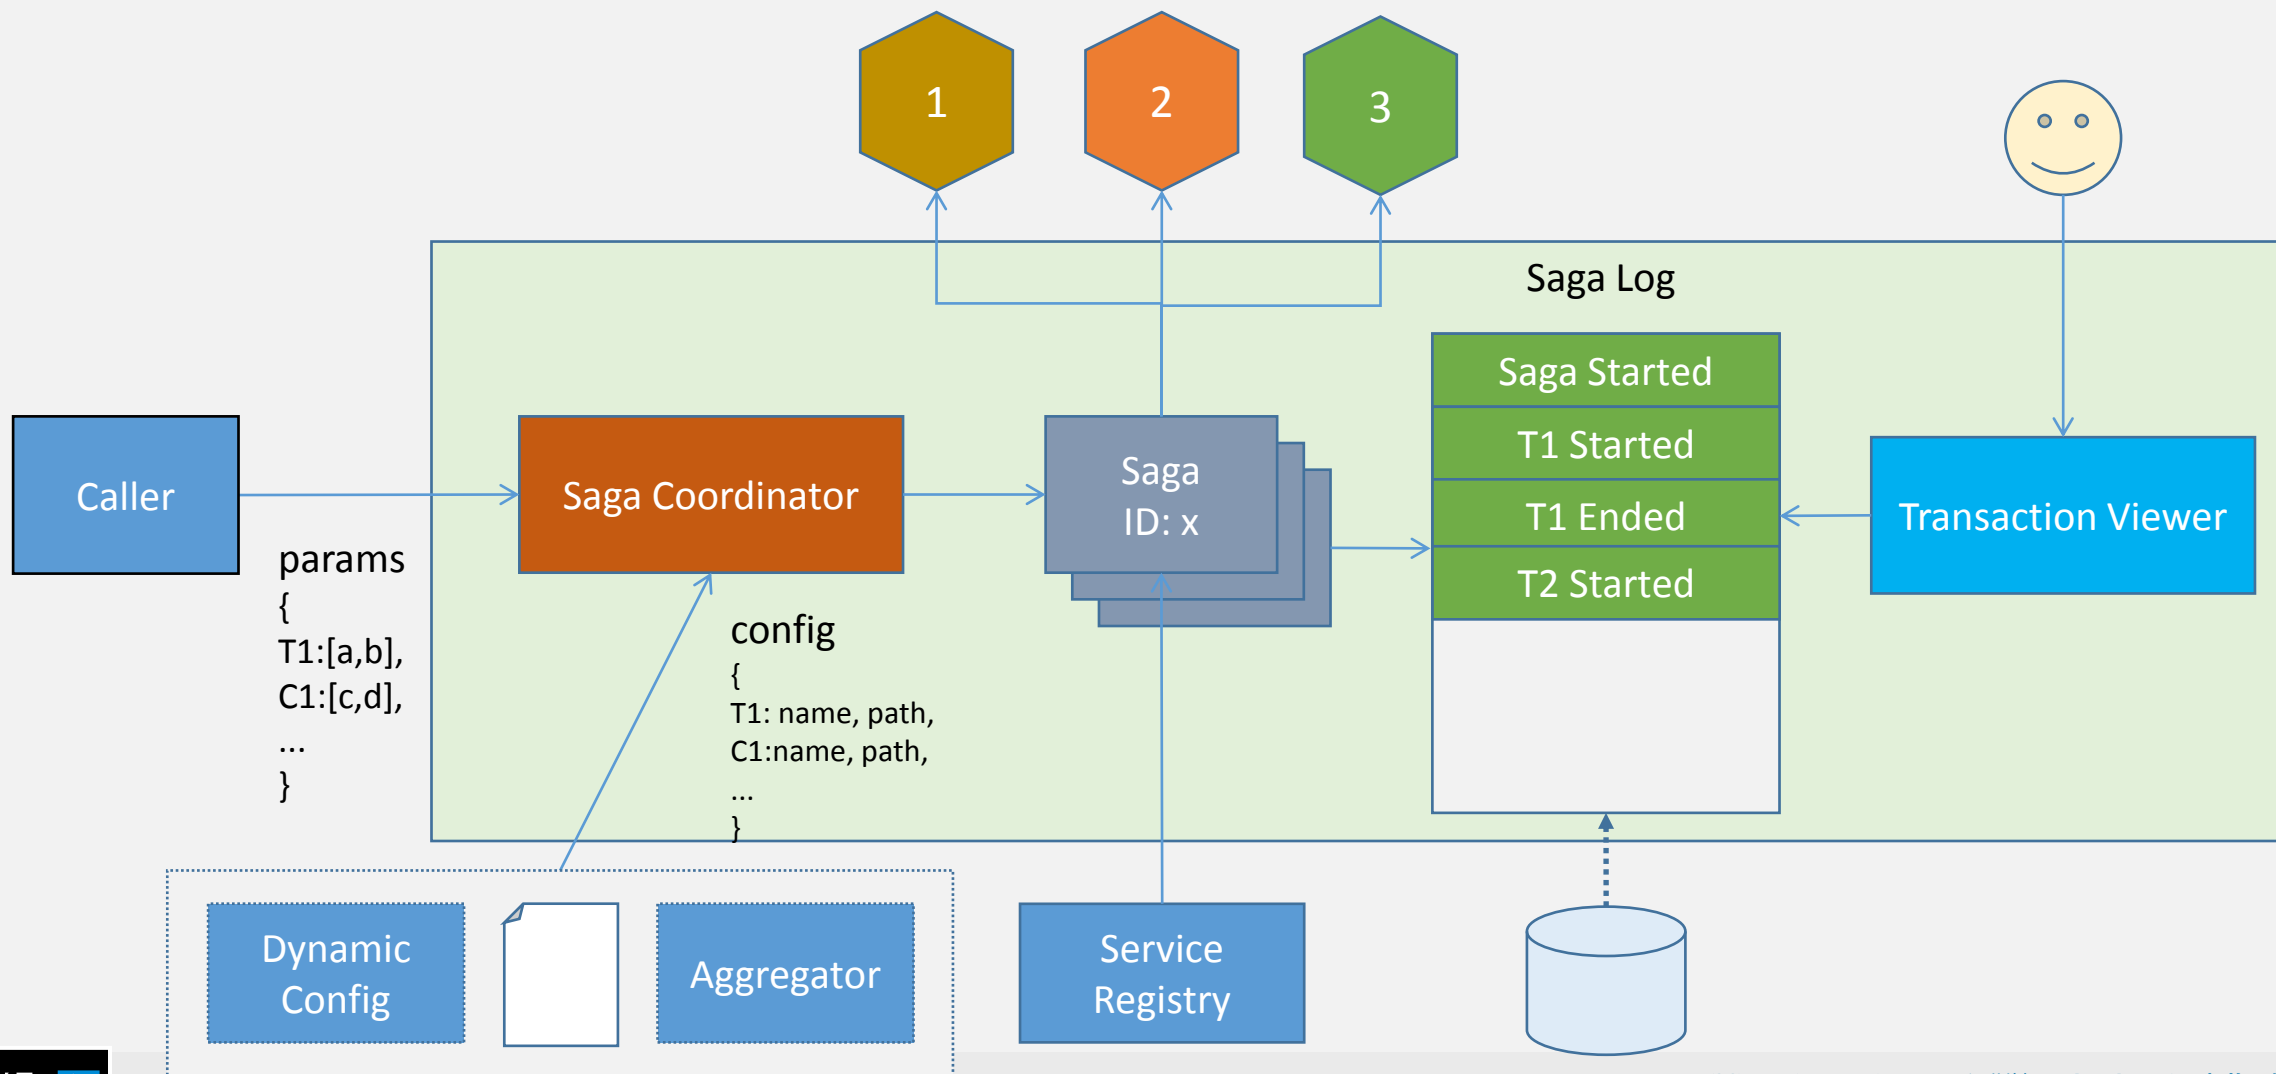 1
2
3
Saga Log
Saga Started
T1 Started
T1 Ended
T2 Started
Caller
Saga Coordinator
Saga
ID: x
Transaction Viewer
params
{
T1:[a,b],
C1:[c,d],
...
}
config
{
T1: name, path,
C1:name, path,
...
}
Dynamic
Config
Aggregator
Service
Registry